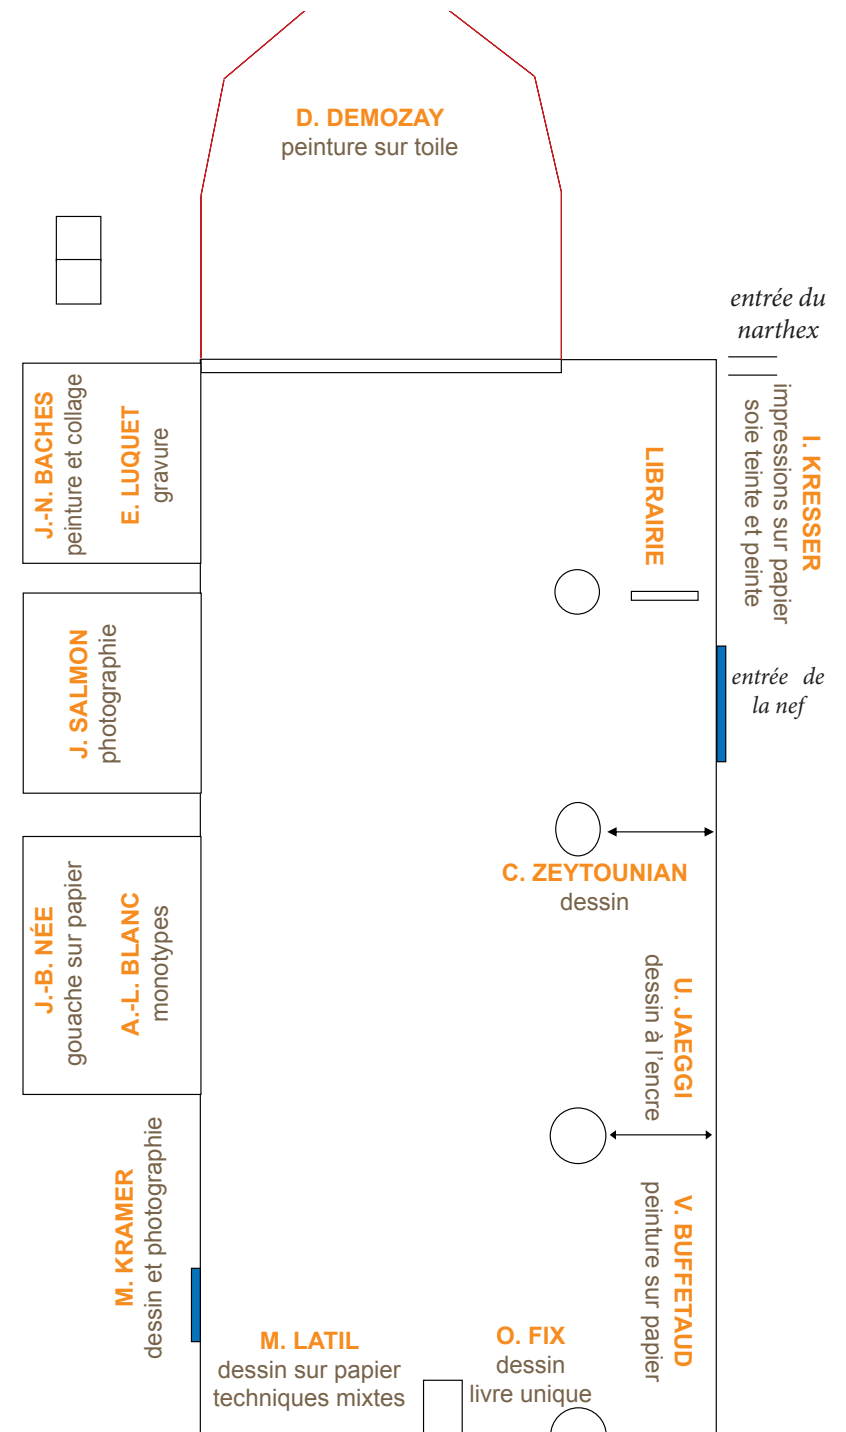 D. DEMOZAY
peinture sur toile
entrée du
narthex
J.-N. BACHES
peinture et collage
E. LUQUET
gravure
LIBRAIRIE
I. KRESSER
impressions sur papier
soie teinte et peinte
J. SALMON
photographie
entrée de
la nef
C. ZEYTOUNIAN
dessin
J.-B. NÉE
gouache sur papier
A.-L. BLANC
monotypes
U. JAEGGI
dessin à l'encre
M. KRAMER
dessin et photographie
V. BUFFETAUD
peinture sur papier
M. LATIL
dessin sur papier
techniques mixtes
O. FIX
dessin
livre unique